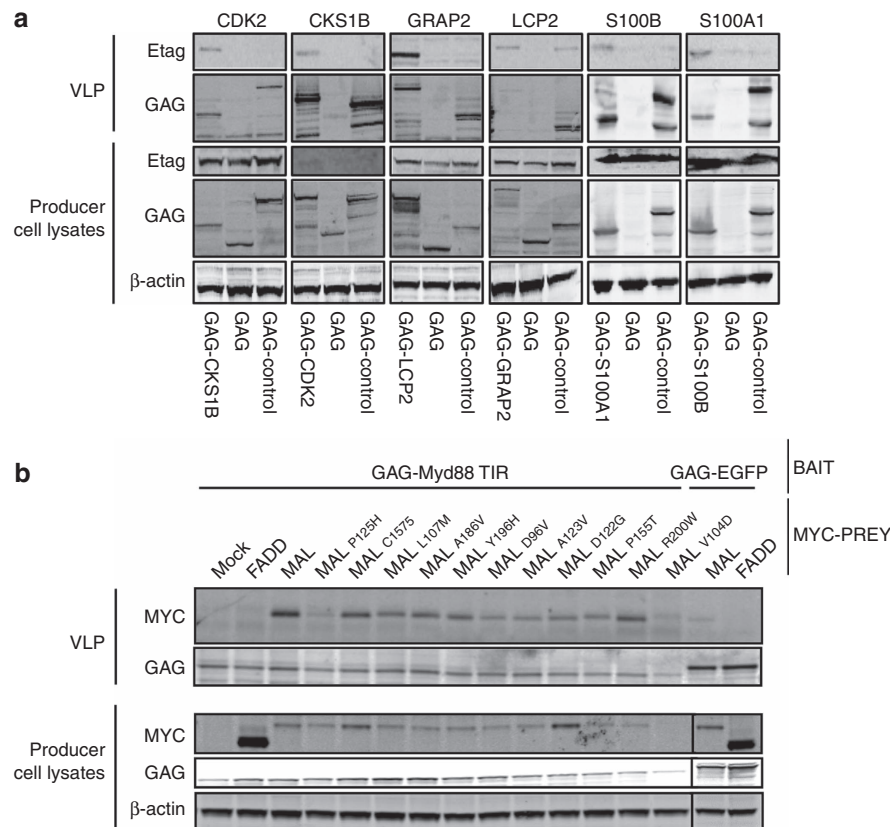 a
CDK2 CKS1B GRAP2 LCP2 S100B S100A1
VLP
Etag
GAG
Producer cell lysates
Etag
GAG
β-actin
GAG-CKS1B GAG GAG-control GAG-CDK2 GAG GAG-control GAG-LCP2 GAG GAG-control GAG-GRAP2 GAG GAG-control GAG-S100A1 GAG GAG-control GAG-S100B GAG GAG-control
b
GAG-Myd88 TIR GAG-EGFP BAIT
MYC-PREY
Mock FADD MAL MAL P125H MAL C1575 MAL L107M MAL A186V MAL Y196H MAL D96V MAL A123V MAL D122G MAL P155T MAL R200W MAL V104D MAL FADD
VLP
MYC
GAG
Producer cell lysates
MYC
GAG
β-actin